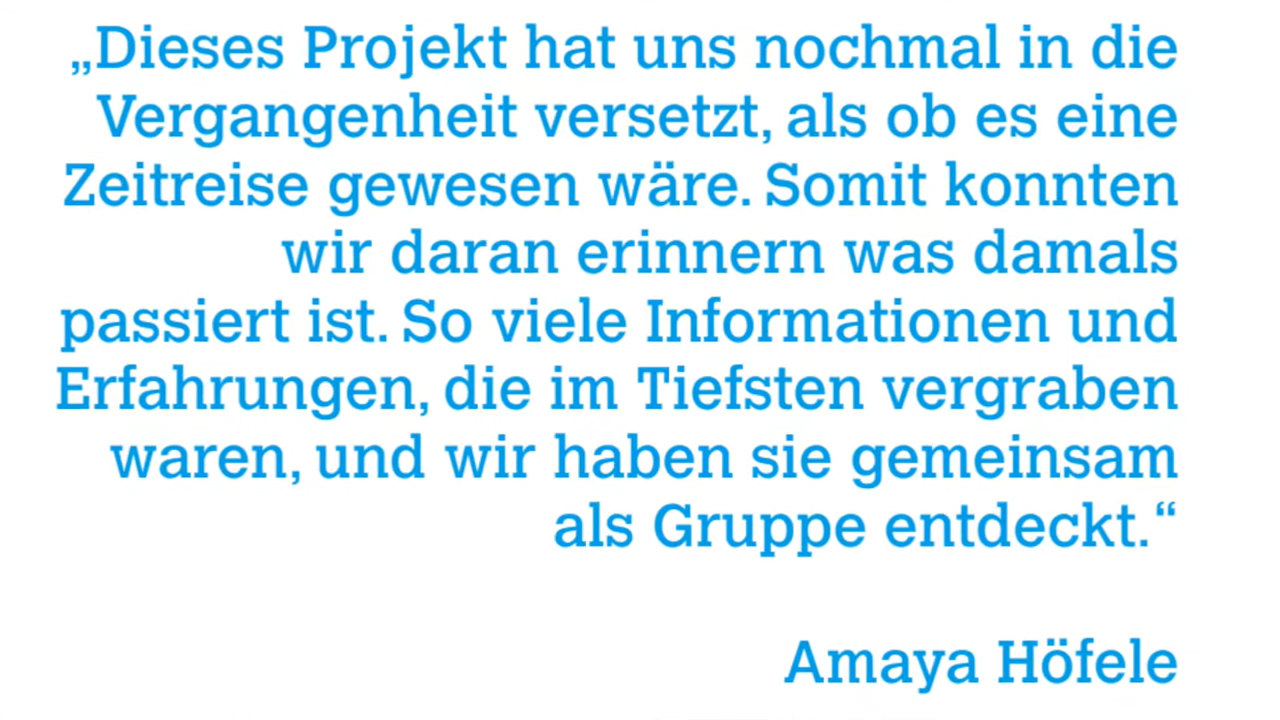 „Dieses Projekt hat uns nochmal in die
Vergangenheit versetzt, als ob es eine
Zeitreise gewesen wäre. Somit konnten
wir daran erinnern was damals
passiert ist. So viele Informationen und
Erfahrungen, die im Tiefsten vergraben
waren, und wir haben sie gemeinsam
als Gruppe entdeckt.“
Amaya Höfele